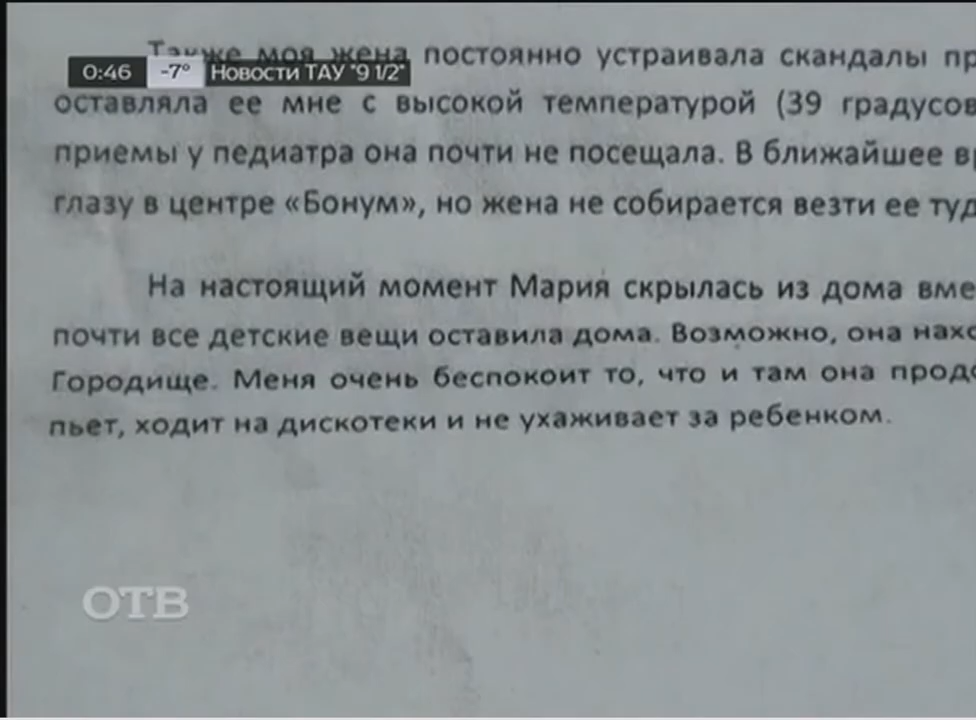 Также моя жена постоянно устраивала скандалы пр
0:46 -7° Новости ТАУ "9 1/2"
оставляла ее мне с высокой температурой (39 градусов
приемы у педиатра она почти не посещала. В ближайшее вр
глазу в центре «Бонум», но жена не собирается везти ее туд
На настоящий момент Мария скрылась из дома вме
почти все детские вещи оставила дома. Возможно, она нахо
Городище. Меня очень беспокоит то, что и там она продо
пьет, ходит на дискотеки и не ухаживает за ребенком.
ОТВ